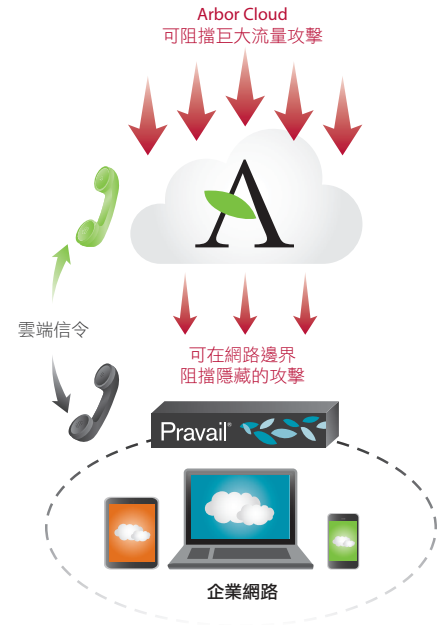 Arbor Cloud
可阻擋巨大流量攻擊
A
雲端信令
可在網路邊界
阻擋隱藏的攻擊
Pravail®
企業網路